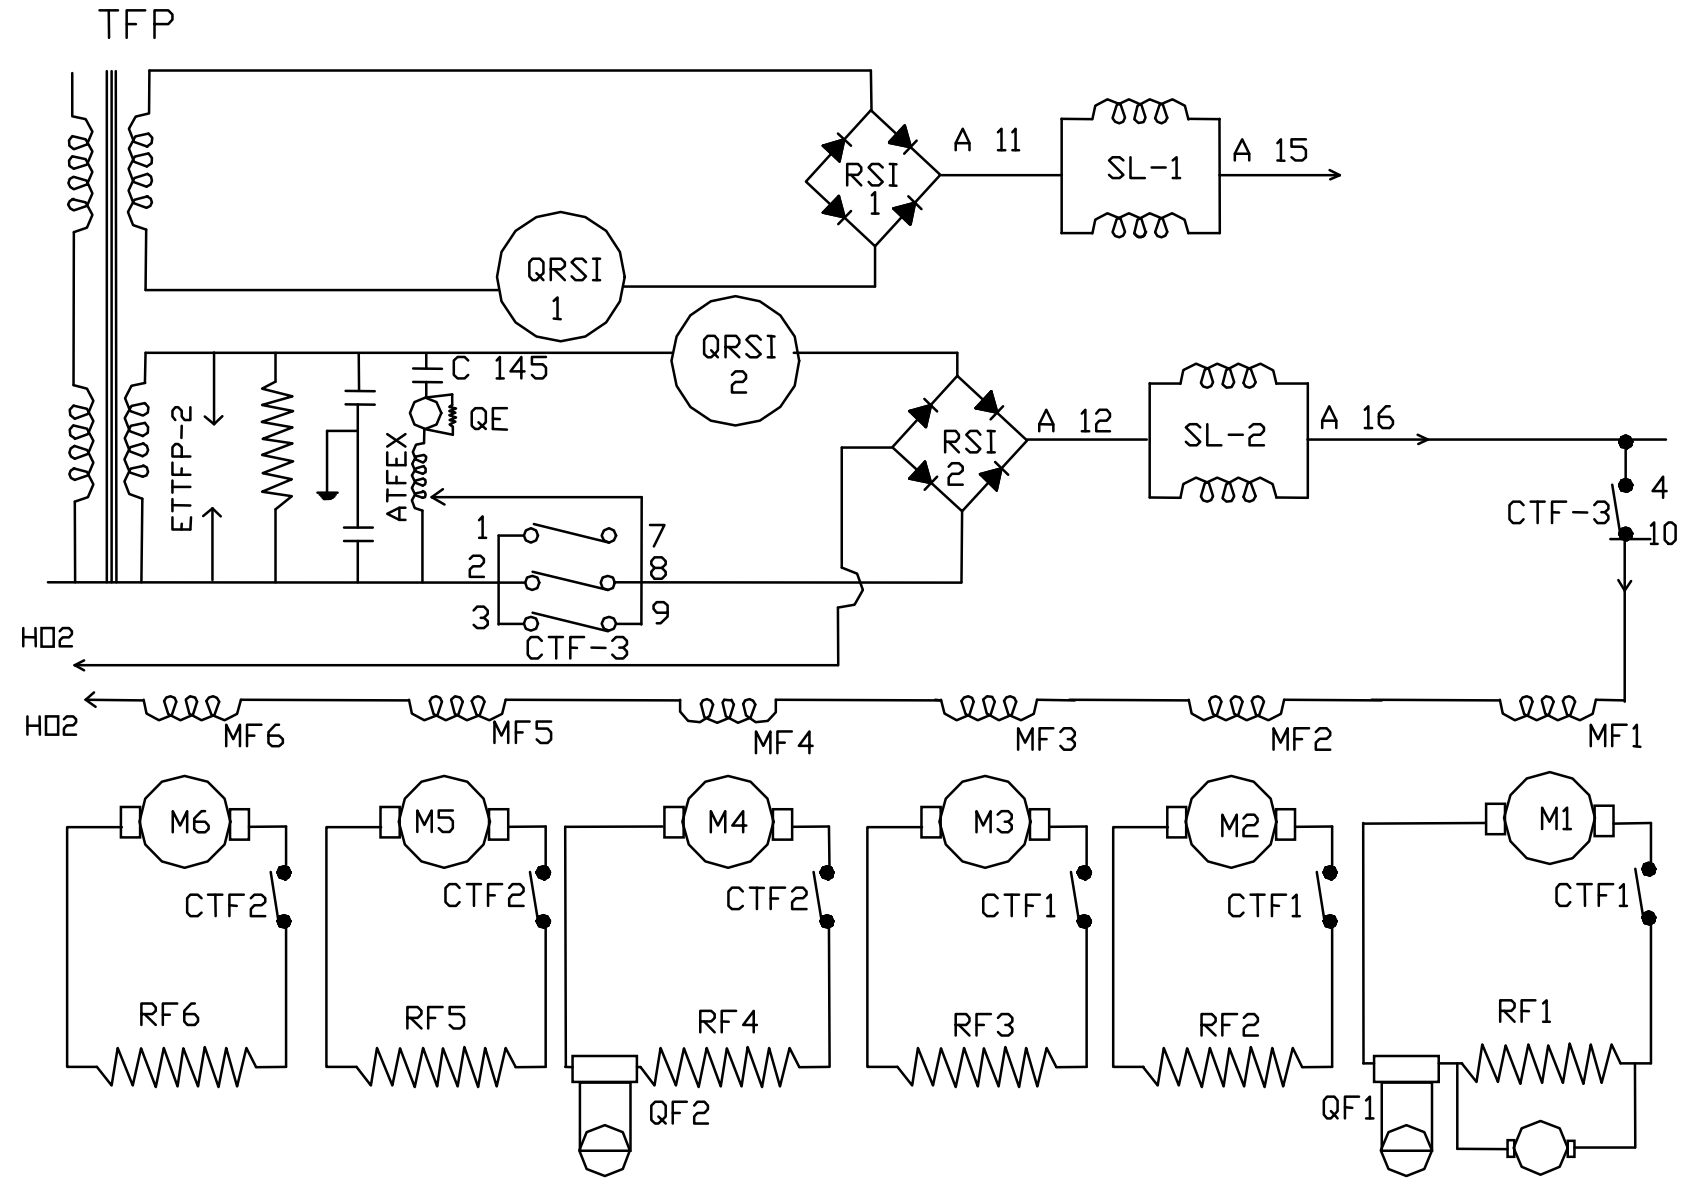 TFP
A 11
A 15
RSI
1
SL-1
QRSI
1
QRSI
2
C 145
QE
ETTFP-2
ATFEX
RSI
2
A 12
SL-2
A 16
4
CTF-3
10
1
7
2
8
3
9
CTF-3
HO2
HO2
MF6
MF5
MF4
MF3
MF2
MF1
M6
M5
M4
M3
M2
M1
CTF2
CTF2
CTF2
CTF1
CTF1
CTF1
RF6
RF5
RF4
RF3
RF2
RF1
QF2
QF1